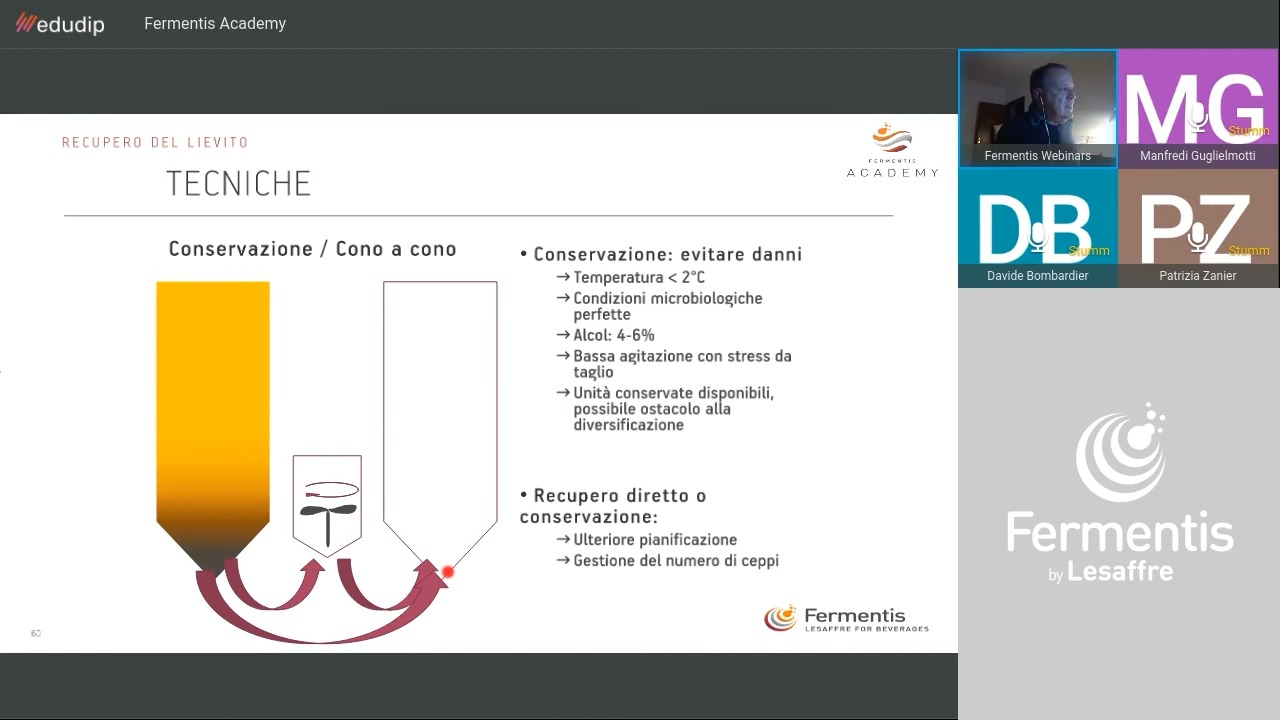 edudip
Fermentis Academy
RECUPERO DEL LIEVITO
TECNICHE
FERMENTIS
ACADEMY
Conservazione / Cono a cono
• Conservazione: evitare danni
→ Temperatura < 2°C
→ Condizioni microbiologiche
perfette
→ Alcol: 4-6%
→ Bassa agitazione con stress da
taglio
→ Unità conservate disponibili,
possibile ostacolo alla
diversificazione
• Recupero diretto o
conservazione:
→ Ulteriore pianificazione
→ Gestione del numero di ceppi
60
Fermentis
LESAFFRE FOR BEVERAGES
Fermentis Webinars
MG
Stumm
Manfredi Guglielmotti
DB
Stumm
Davide Bombardier
PZ
Stumm
Patrizia Zanier
Fermentis
by Lesaffre